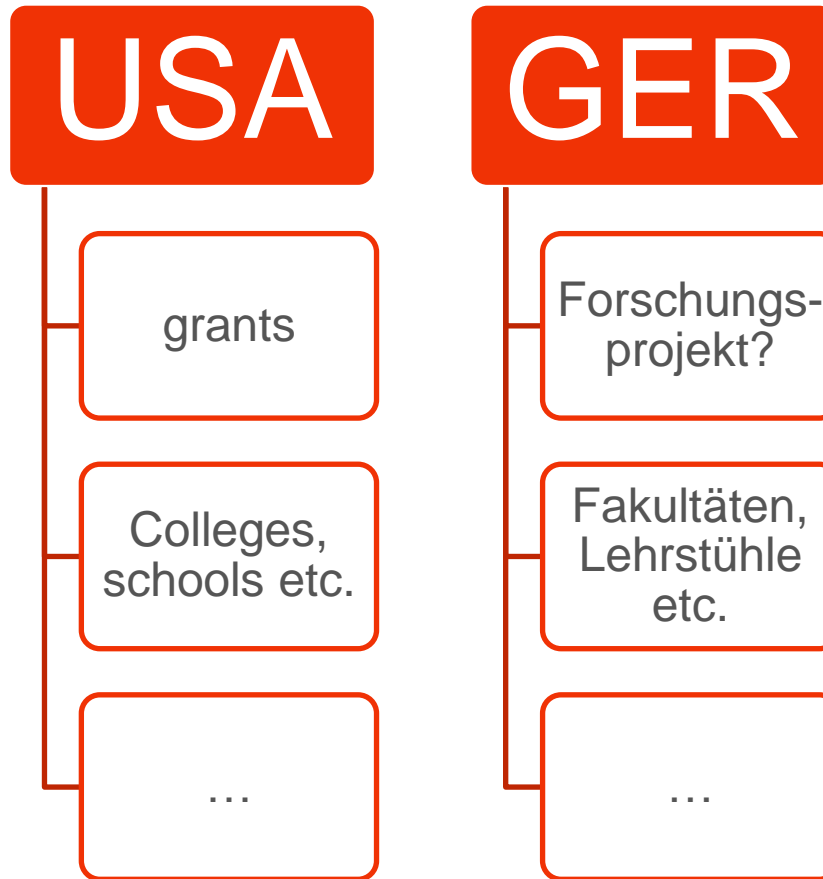 USA
grants
Colleges,
schools etc.
…
GER
Forschungs-
projekt?
Fakultäten,
Lehrstühle
etc.
…